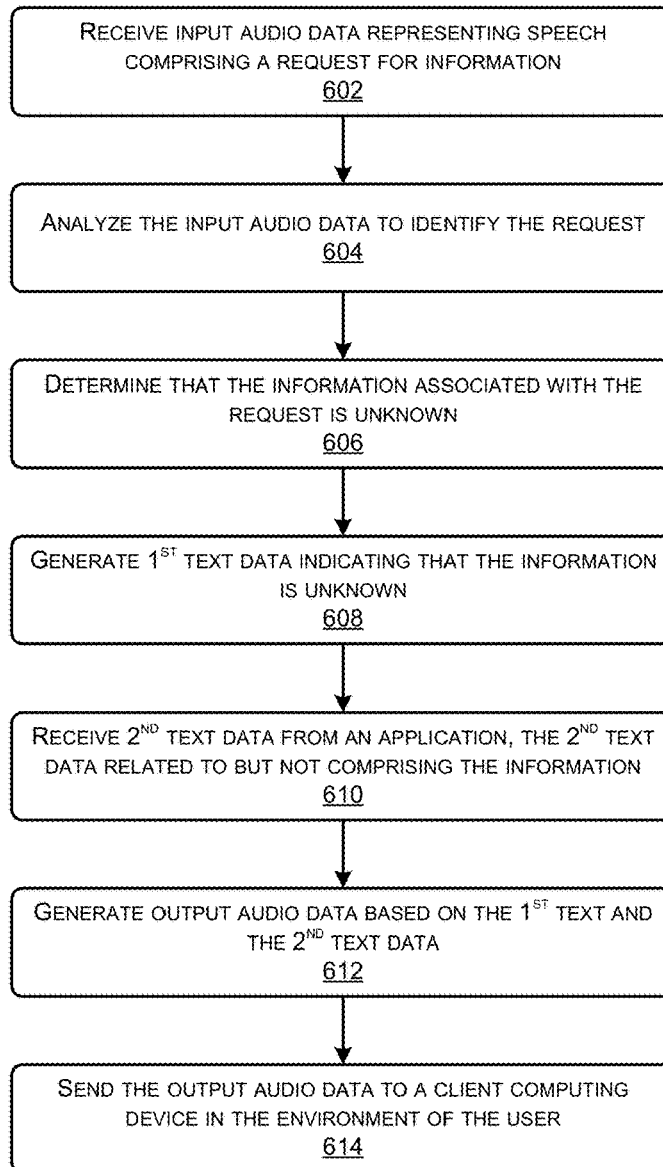 RECEIVE INPUT AUDIO DATA REPRESENTING SPEECH
COMPRISING A REQUEST FOR INFORMATION
602
ANALYZE THE INPUT AUDIO DATA TO IDENTIFY THE REQUEST
604
DETERMINE THAT THE INFORMATION ASSOCIATED WITH THE
REQUEST IS UNKNOWN
606
GENERATE 1ST TEXT DATA INDICATING THAT THE INFORMATION
IS UNKNOWN
608
RECEIVE 2ND TEXT DATA FROM AN APPLICATION, THE 2ND TEXT
DATA RELATED TO BUT NOT COMPRISING THE INFORMATION
610
GENERATE OUTPUT AUDIO DATA BASED ON THE 1ST TEXT AND
THE 2ND TEXT DATA
612
SEND THE OUTPUT AUDIO DATA TO A CLIENT COMPUTING
DEVICE IN THE ENVIRONMENT OF THE USER
614